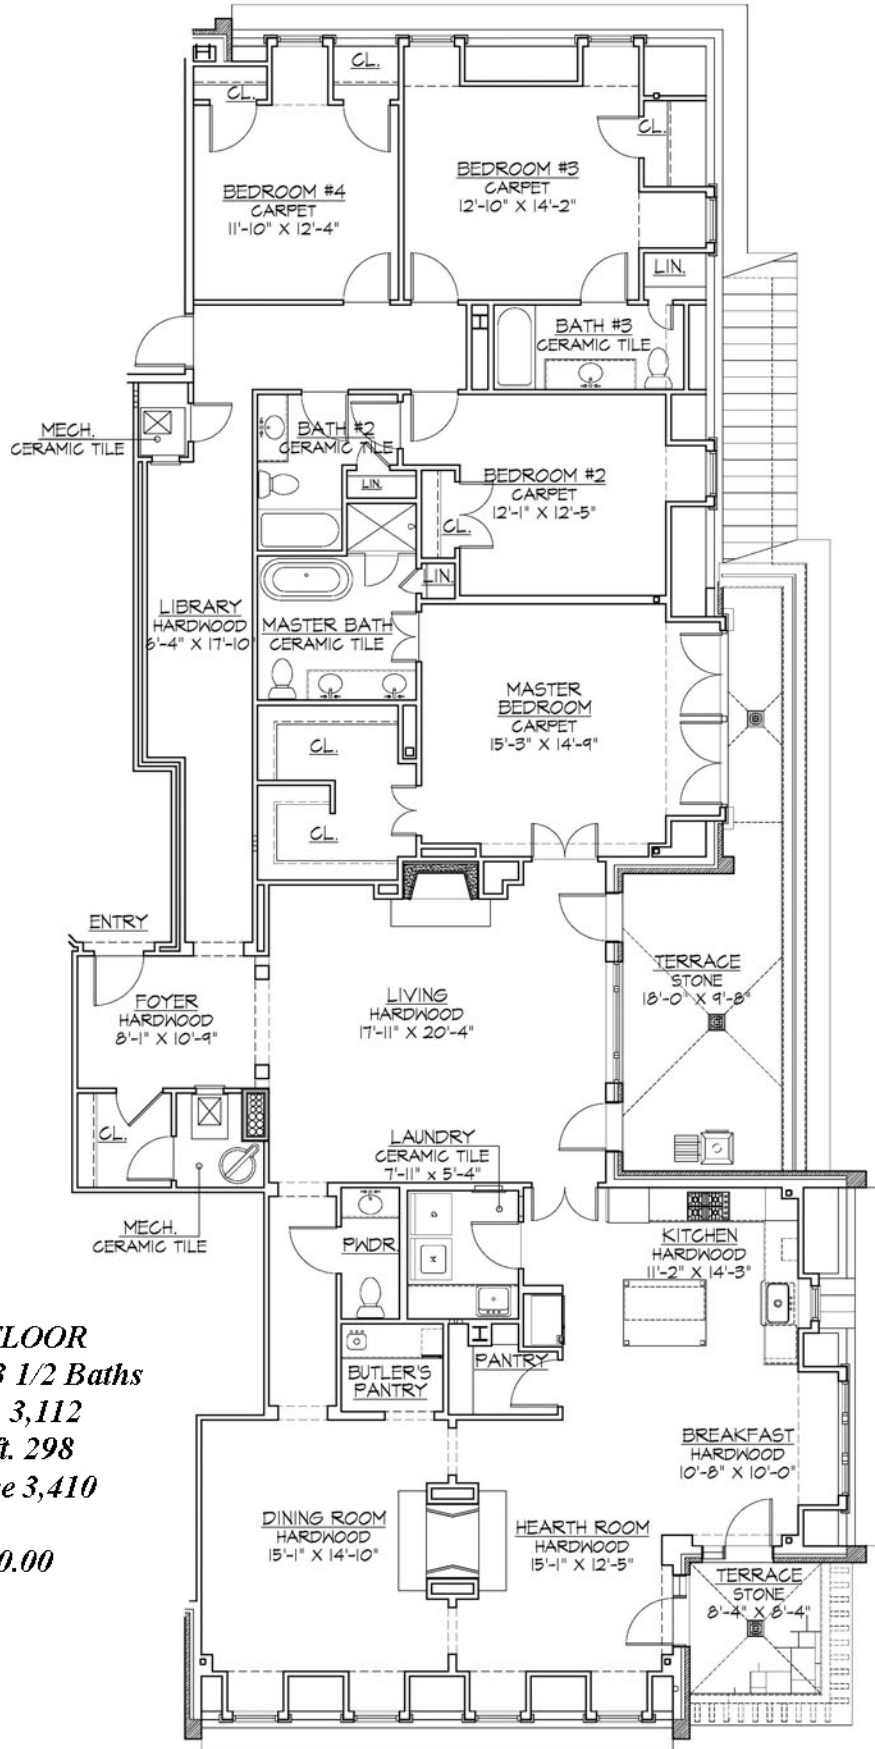 CL.
CL.
CL.
BEDROOM #4
CARPET
11'-10" X 12'-4"
BEDROOM #3
CARPET
12'-10" X 14'-2"
LIN.
BATH #3
CERAMIC TILE
MECH.
CERAMIC TILE
BATH #2
CERAMIC TILE
LIN.
BEDROOM #2
CARPET
12'-1" X 12'-5"
CL.
LIN.
LIBRARY
HARDWOOD
6'-4" X 17'-10"
MASTER BATH
CERAMIC TILE
MASTER
BEDROOM
CARPET
15'-3" X 14'-9"
CL.
CL.
ENTRY
FOYER
HARDWOOD
8'-1" X 10'-9"
LIVING
HARDWOOD
17'-11" X 20'-4"
TERRACE
STONE
18'-0" X 9'-8"
CL.
LAUNDRY
CERAMIC TILE
7'-11" x 5'-4"
MECH.
CERAMIC TILE
PWDR.
KITCHEN
HARDWOOD
11'-2" X 14'-3"
BUTLER'S
PANTRY
PANTRY
BREAKFAST
HARDWOOD
10'-8" X 10'-0"
DINING ROOM
HARDWOOD
15'-1" X 14'-10"
HEARTH ROOM
HARDWOOD
15'-1" X 12'-5"
TERRACE
STONE
8'-4" X 8'-4"
LOOR
3 1/2 Baths
3,112
ft. 298
e 3,410
0.00